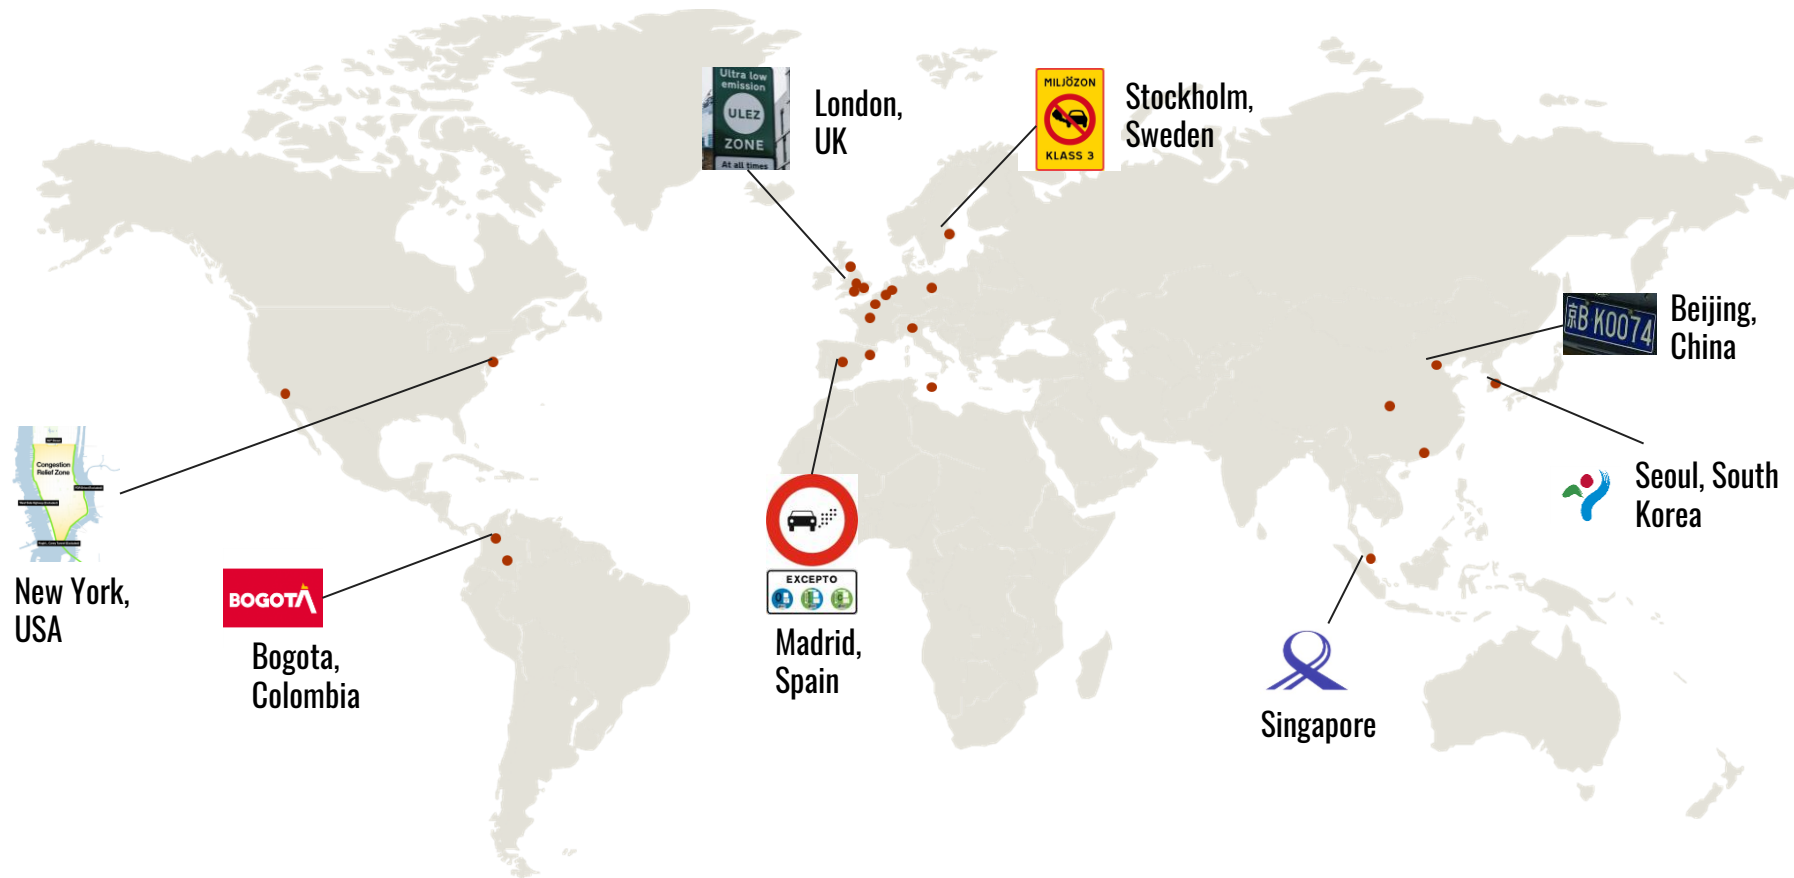 Ultra low
emission
ULEZ
ZONE
At all times
London,
UK
MILJÖZON
KLASS 3
Stockholm,
Sweden
京B K0074
Beijing,
China
Congestion
Relief Zone
New York,
USA
BOGOTÁ
Bogota,
Colombia
EXCEPTO
Madrid,
Spain
Seoul, South
Korea
Singapore